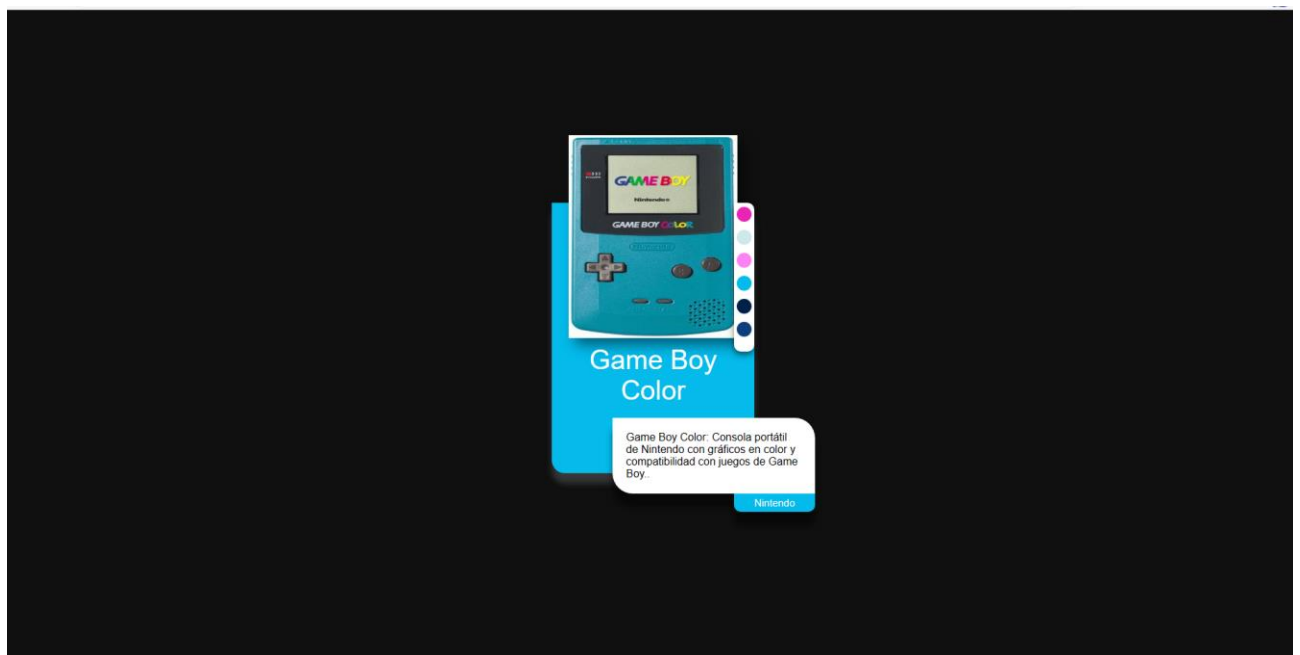 GAME BOY
Nintendo
GAME BOY COLOR
Game Boy
Color
Game Boy Color: Consola portátil
de Nintendo con gráficos en color y
compatibilidad con juegos de Game
Boy..
Nintendo